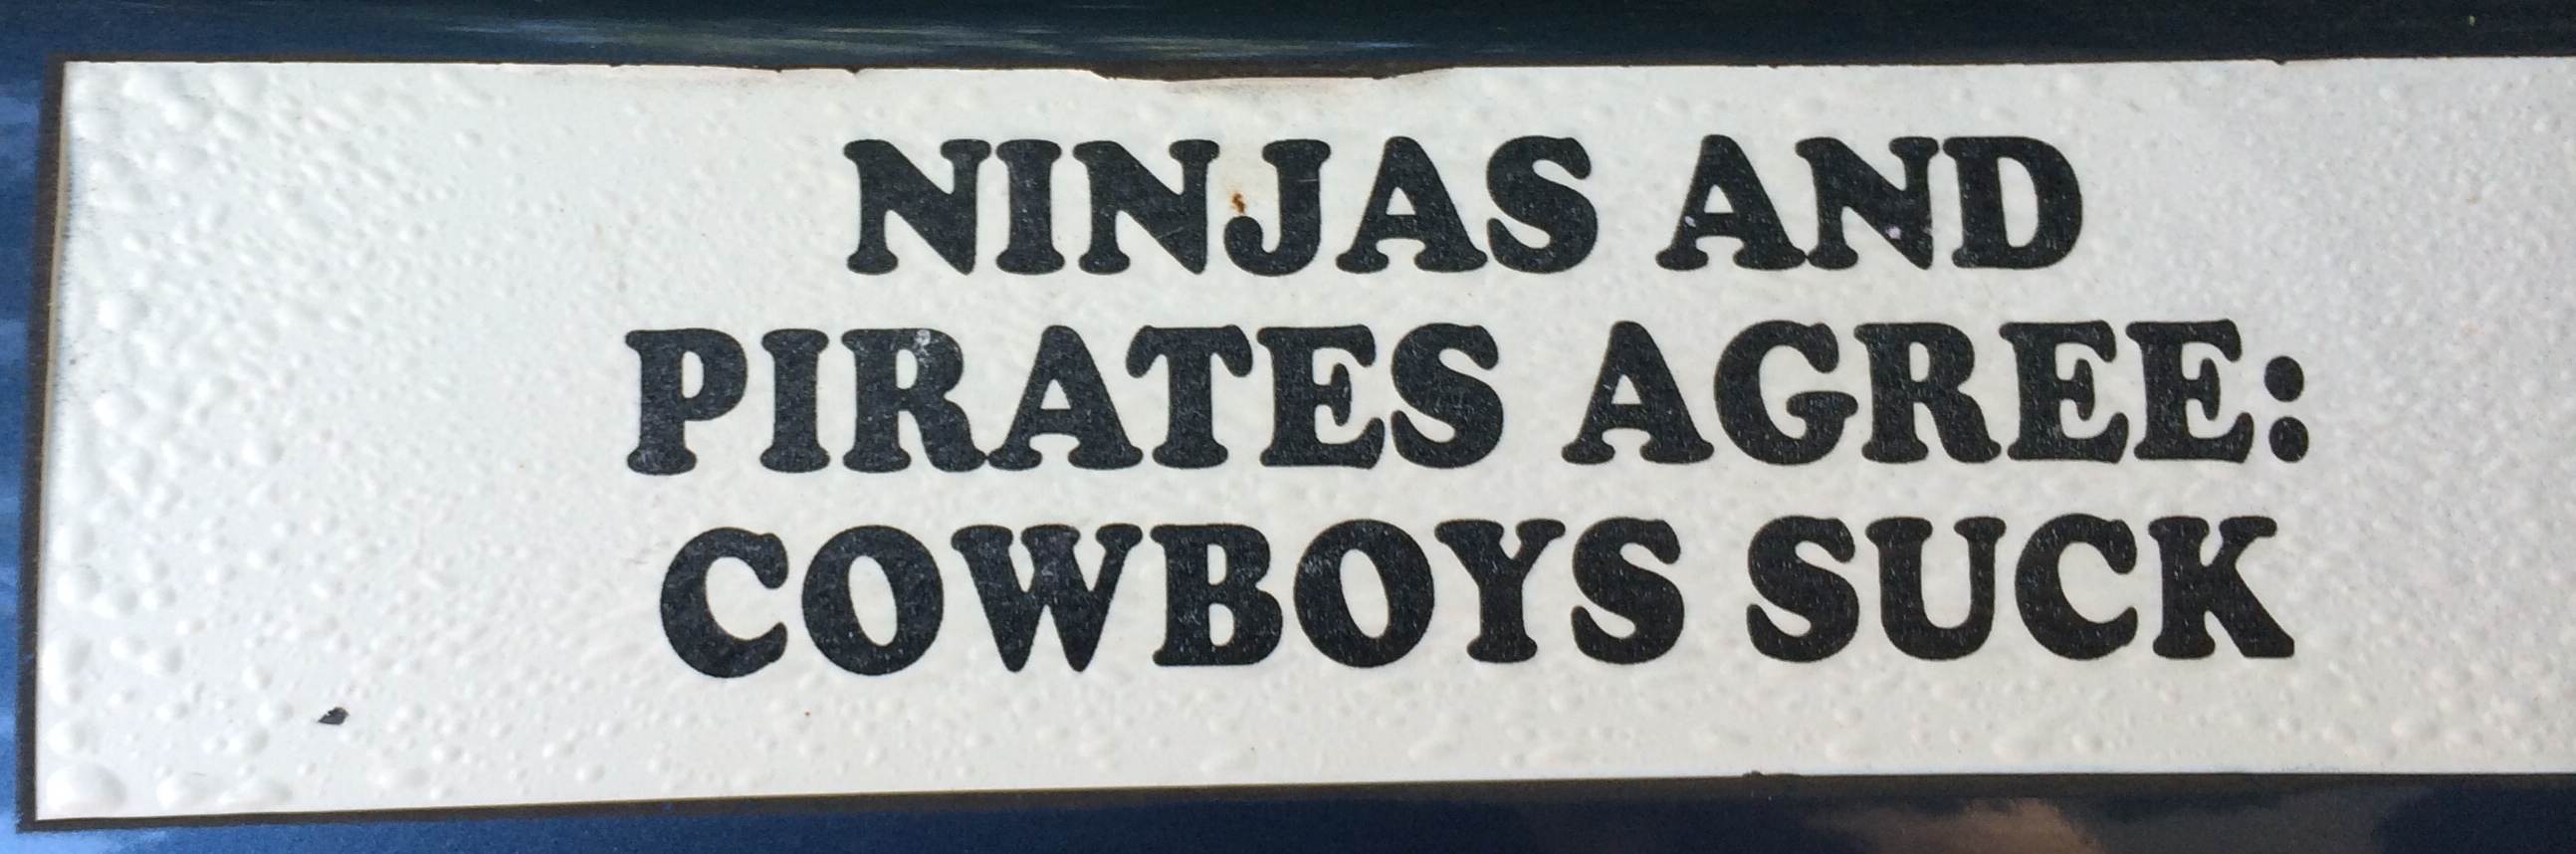 NINJAS AND
PIRATES AGREE:
COWBOYS SUCK